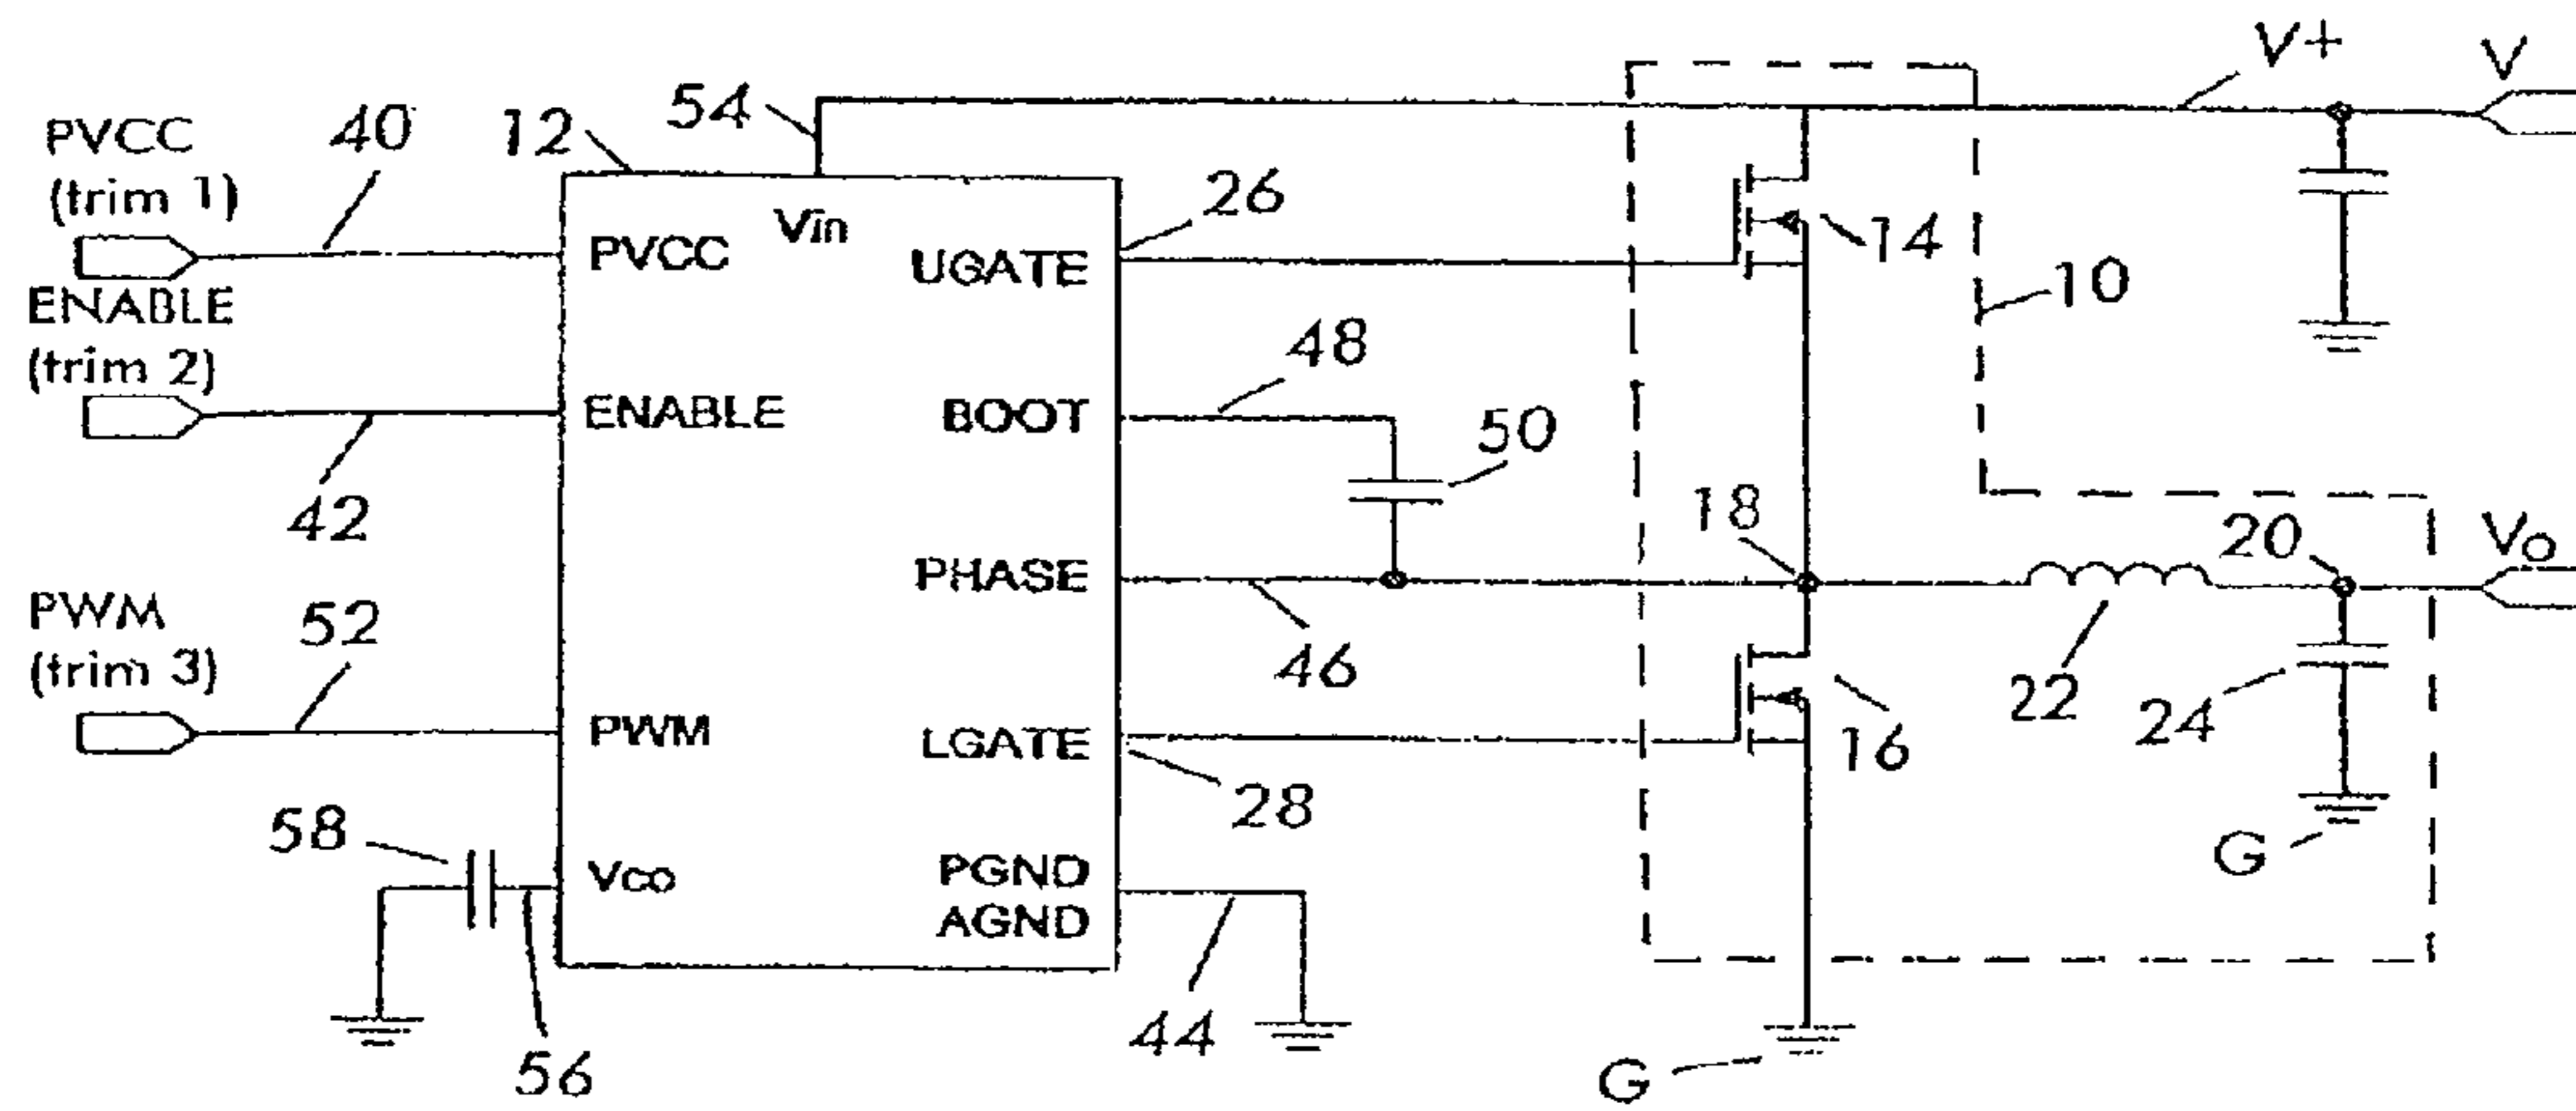 V+
V
PVCC
(trim 1)
40
12
54
Vin
PVCC
UGATE
26
14
10
ENABLE
(trim 2)
42
ENABLE
BOOT
48
50
18
20
Vo
PHASE
46
22
24
G
PWM
(trim 3)
52
PWM
LGATE
28
16
58
Vco
56
PGND
AGND
44
G